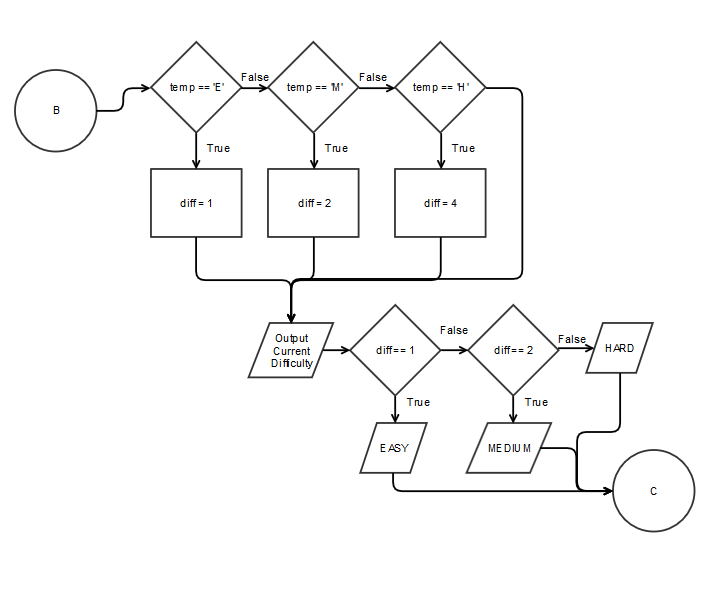 B
temp == 'E'
False
temp == 'M'
False
temp == 'H'
True
True
True
diff = 1
diff = 2
diff = 4
Output
Current
Difficulty
diff == 1
False
diff == 2
False
HARD
True
True
EASY
MEDIUM
C